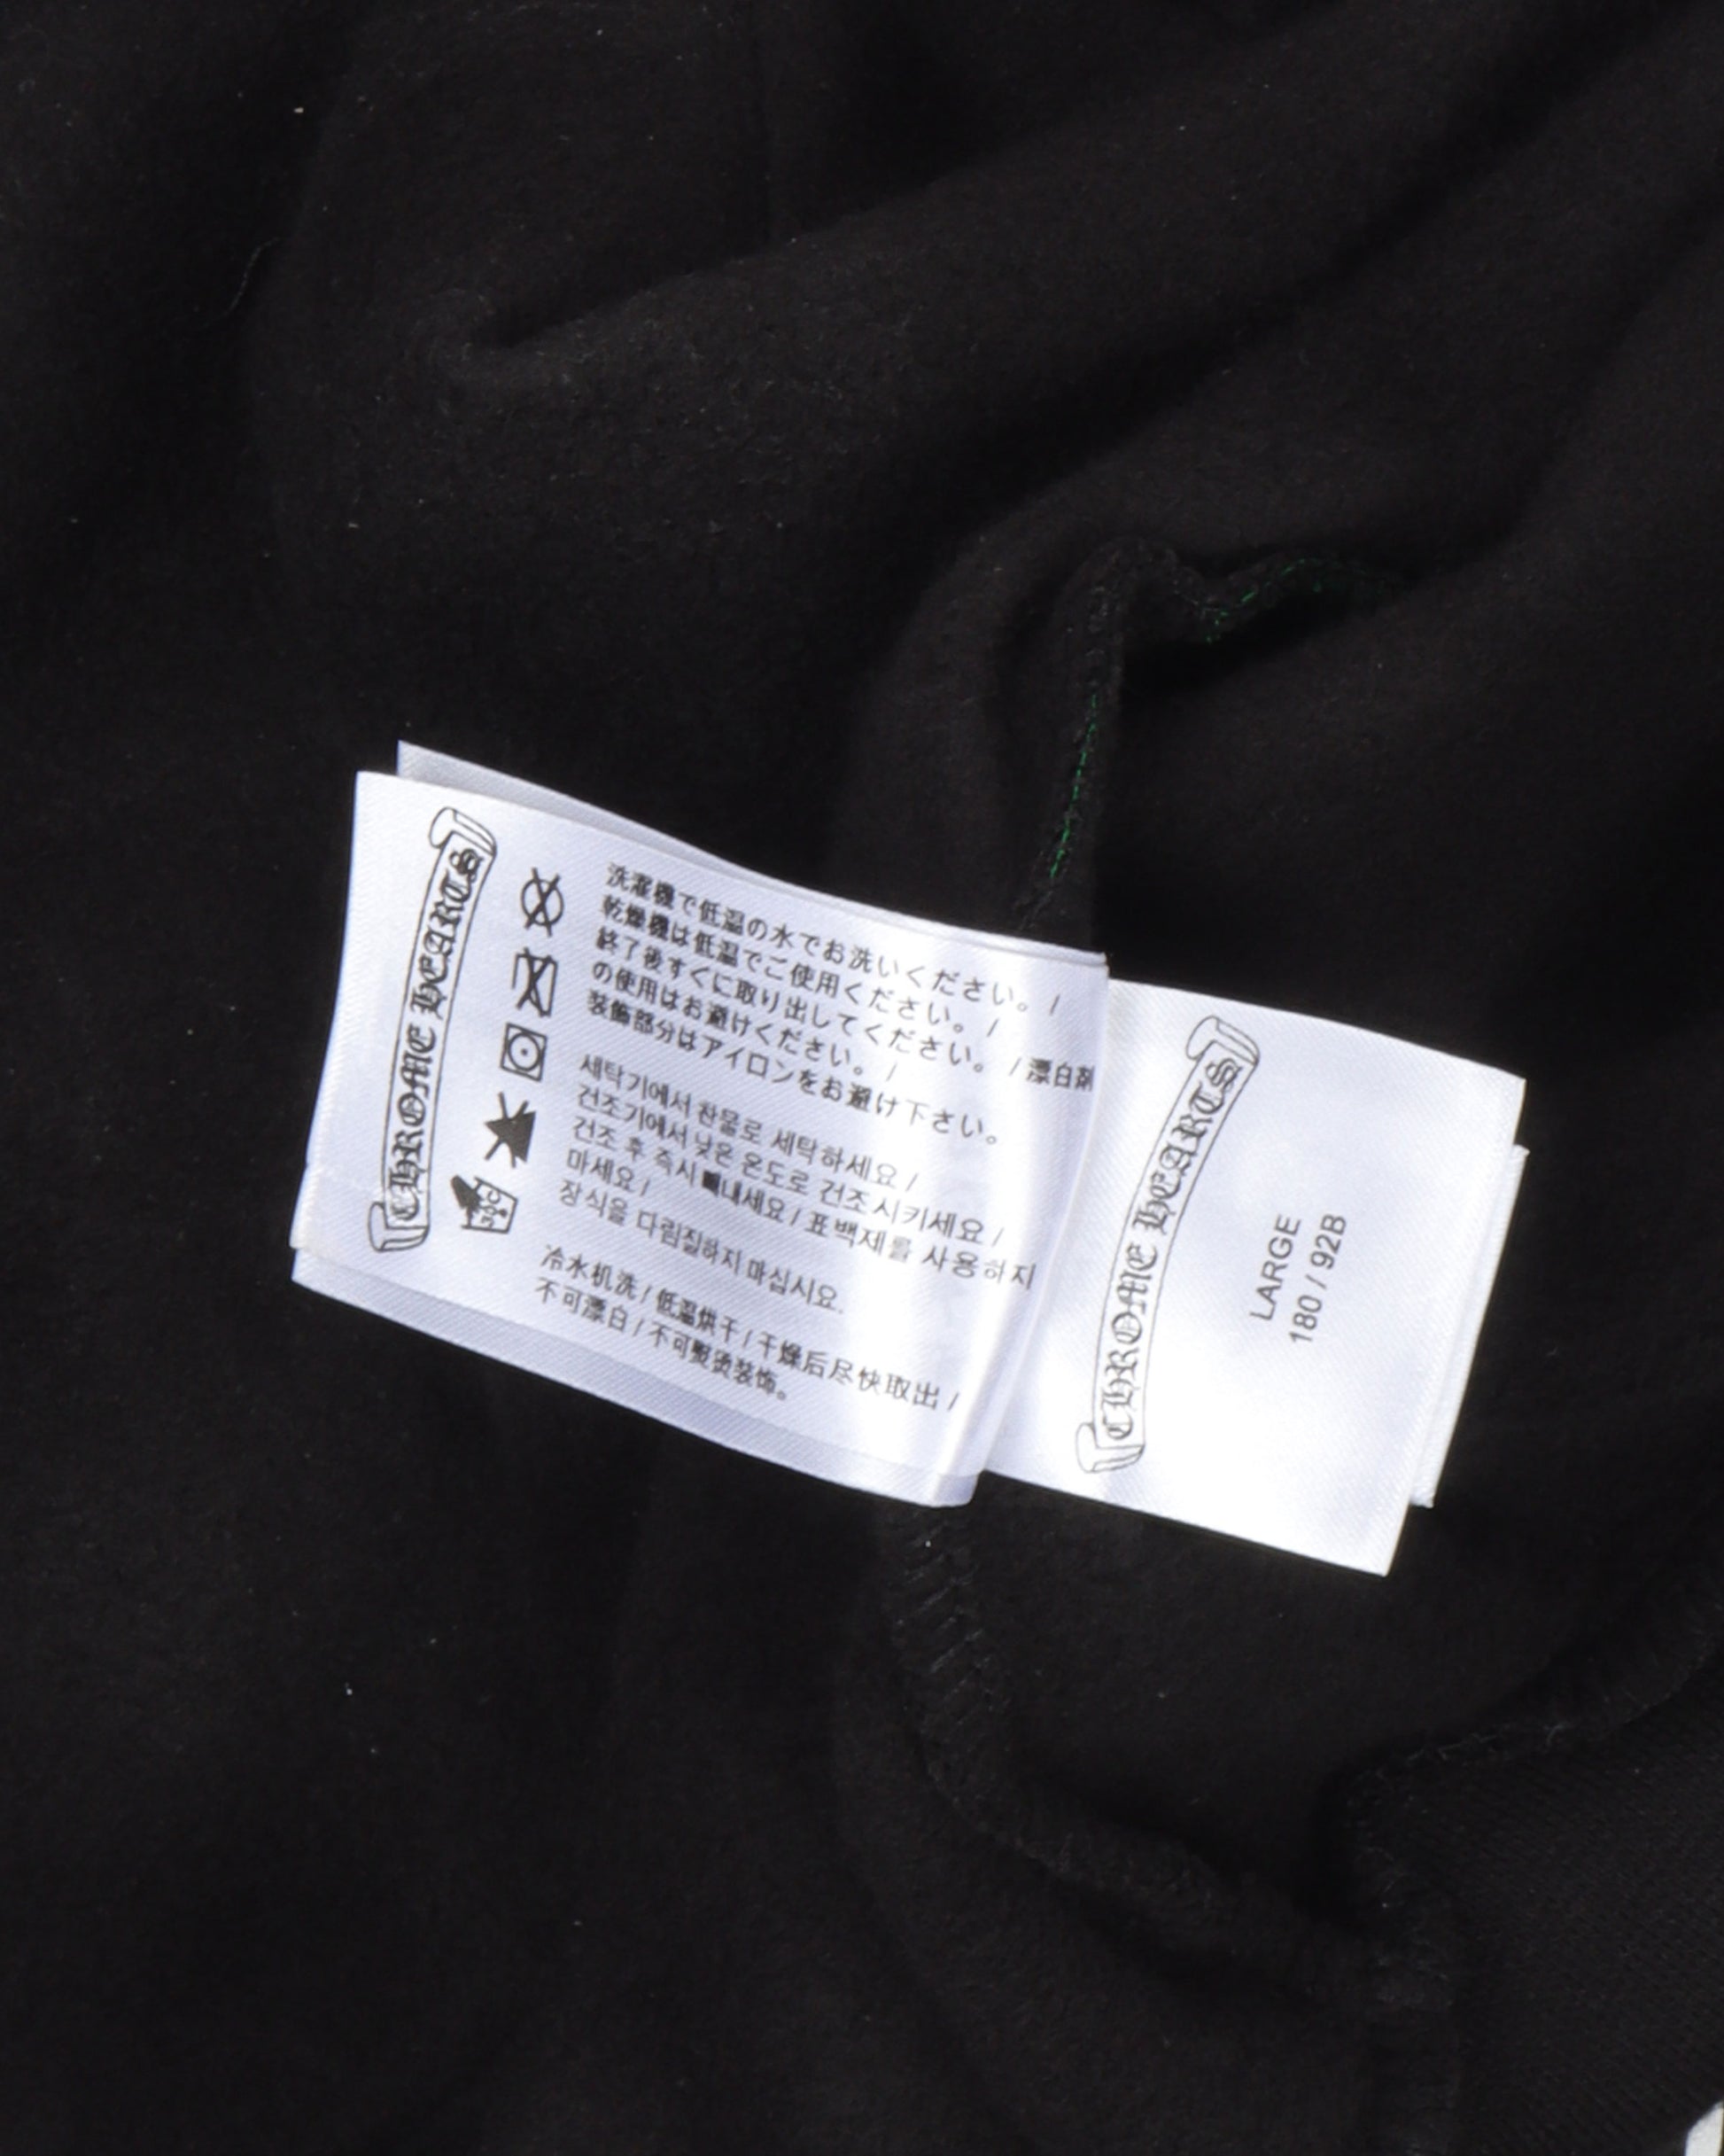 CHROME HEARTS
洗濯機で低温の水でお洗いください。 /
乾燥機は低温でご使用ください。 /
終了後すぐに取り出してください。 / 漂白剤
の使用はお避けください。 /
装飾部分はアイロンをお避け下さい。
세탁기에서 찬물로 세탁하세요 /
건조기에서 낮은 온도로 건조시키세요 /
건조 후 즉시 내세요 / 표백제를 사용하지
마세요 /
장식을 다림질하지 마십시요.
冷水机洗 / 低温烘干 / 干燥后尽快取出 /
不可漂白 / 不可熨烫装饰。
30C
CHROME HEARTS
LARGE
180 / 92B